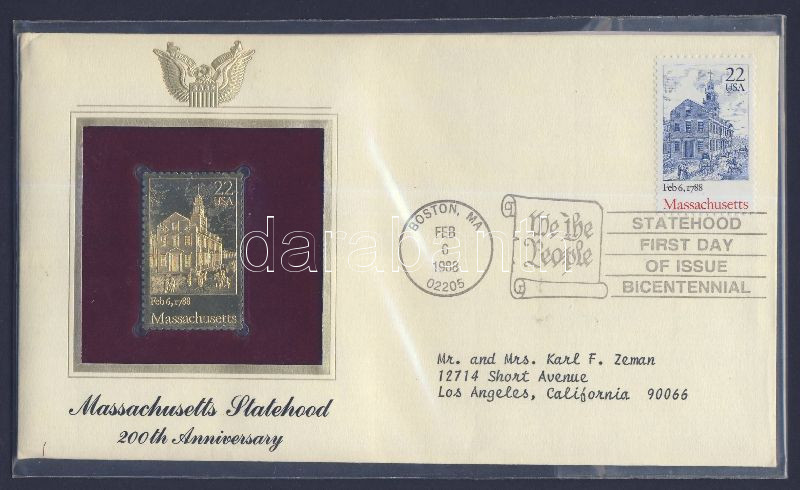 22
USA
Feb 6, 1788
Massachusetts
Massachusetts Statehood
200th Anniversary
22
USA
Feb 6, 1788
Massachusetts
BOSTON, MA
FEB
6
1988
02205
We the
People
STATEHOOD
FIRST DAY
OF ISSUE
BICENTENNIAL
Mr. and Mrs. Karl F. Zeman
12714 Short Avenue
Los Angeles, California 90066
darabanth